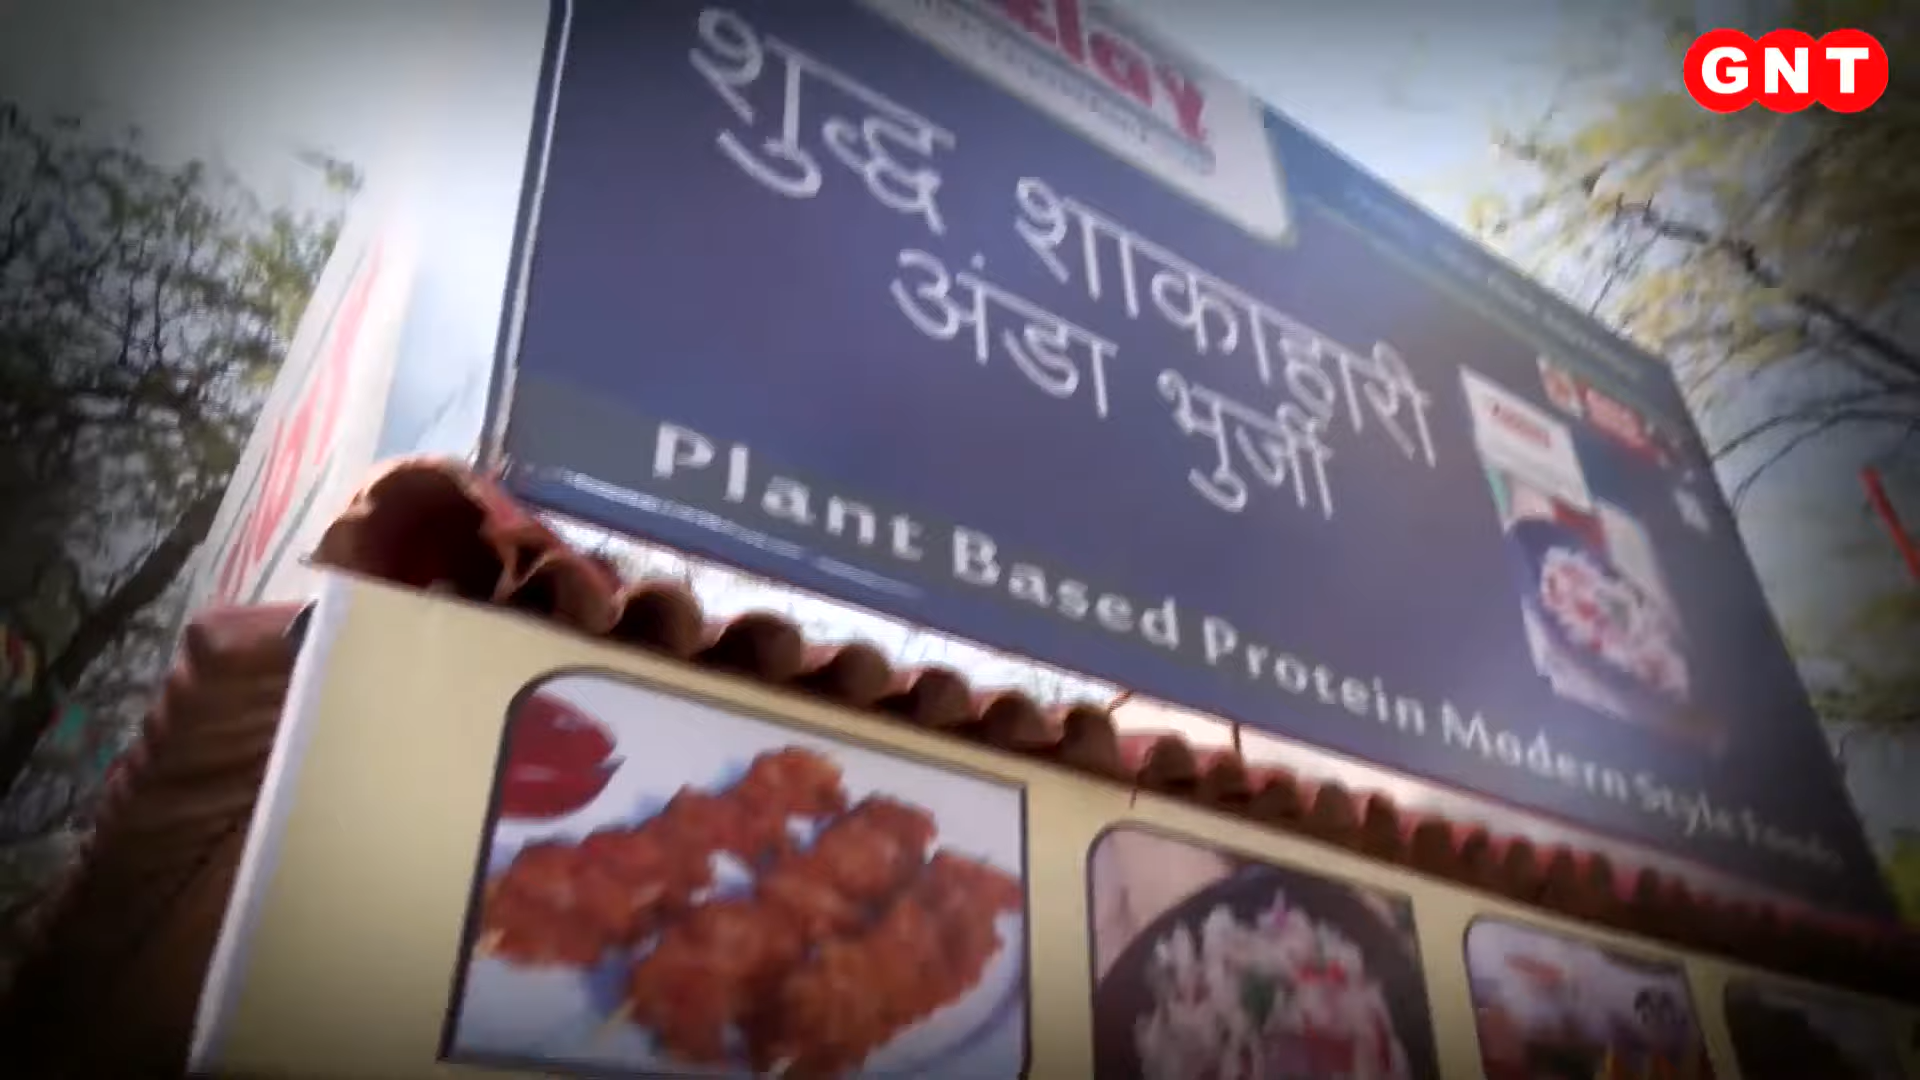 GNT
शुद्ध शाकाहारी
अंडा भुर्जी
Plant Based Protein Modern Style Foods